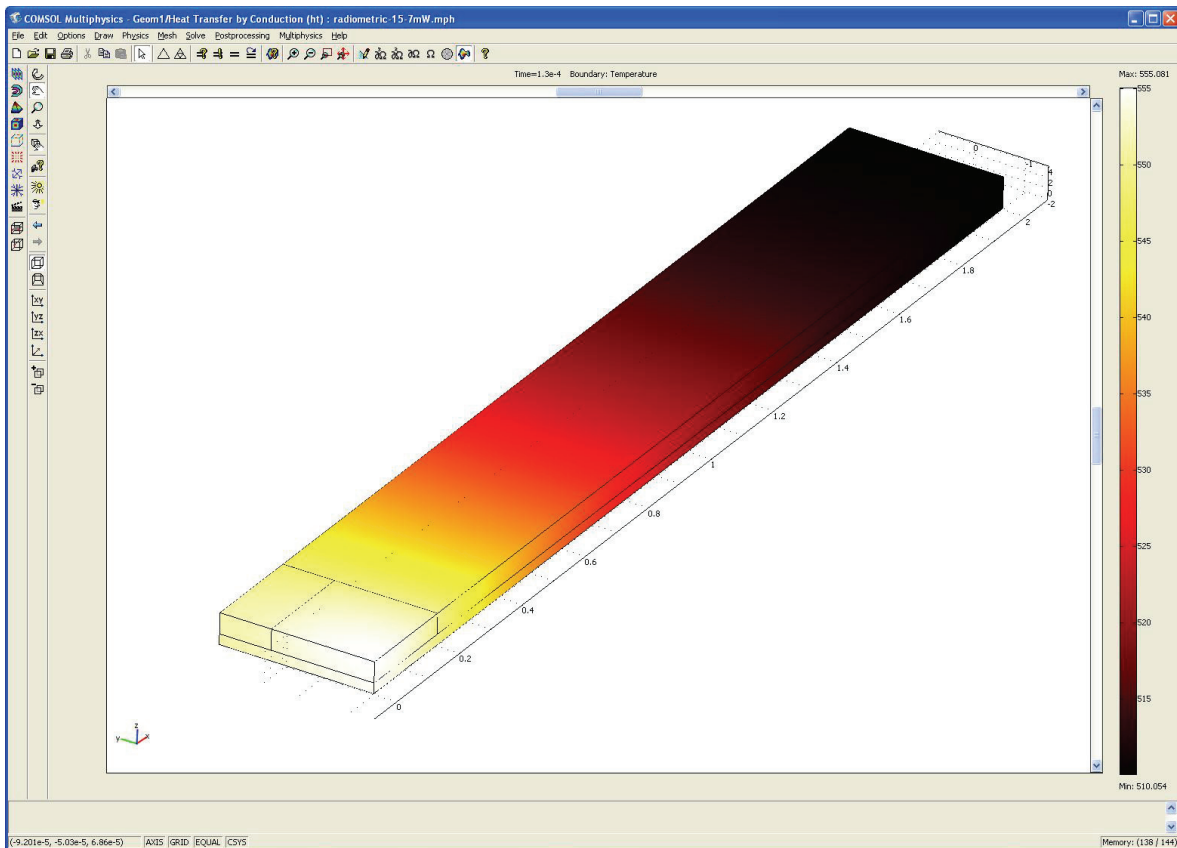 COMSOL Multiphysics - Geom1/Heat Transfer by Conduction (ht) : radiometric-15-7mW.mph
File Edit Options Draw Physics Mesh Solve Postprocessing Multiphysics Help
Time=1.3e-4 Boundary: Temperature
Max: 555.081
555
550
545
540
535
530
525
520
515
Min: 510.054
0
-1
4
2
0
-2
2
1.8
1.6
1.4
1.2
1
0.8
0.6
0.4
0.2
0
z
y
x
xy
yz
zx
(-9.201e-5, -5.03e-5, 6.86e-5) AXIS GRID EQUAL CSYS
Memory: (138 / 144)